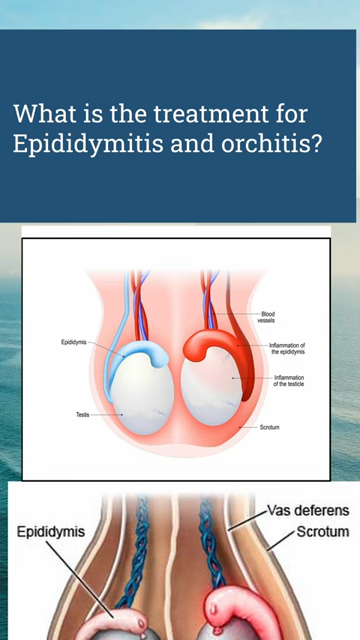 What is the treatment for
Epididymitis and orchitis?
Blood
vessels
Epididymis
Inflammation of
the epididymis
Inflammation
of the testicle
Testis
Scrotum
Vas deferens
Epididymis
Scrotum